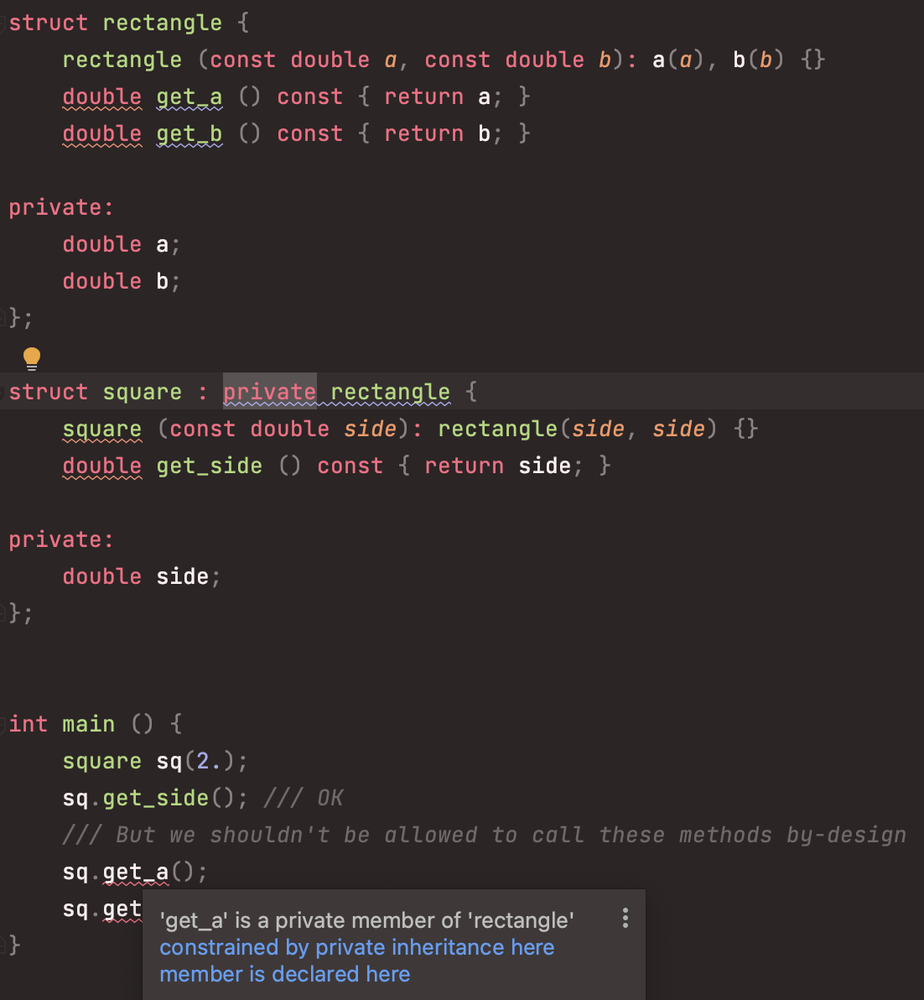 struct rectangle {
    rectangle (const double a, const double b): a(a), b(b) {}
    double get_a () const { return a; }
    double get_b () const { return b; }
private:
    double a;
    double b;
};
struct square : private rectangle {
    square (const double side): rectangle(side, side) {}
    double get_side () const { return side; }
private:
    double side;
};
int main () {
    square sq(2.);
    sq.get_side(); /// OK
    /// But we shouldn't be allowed to call these methods by-design
    sq.get_a();
    sq.get
'get_a' is a private member of 'rectangle'
constrained by private inheritance here
member is declared here
}